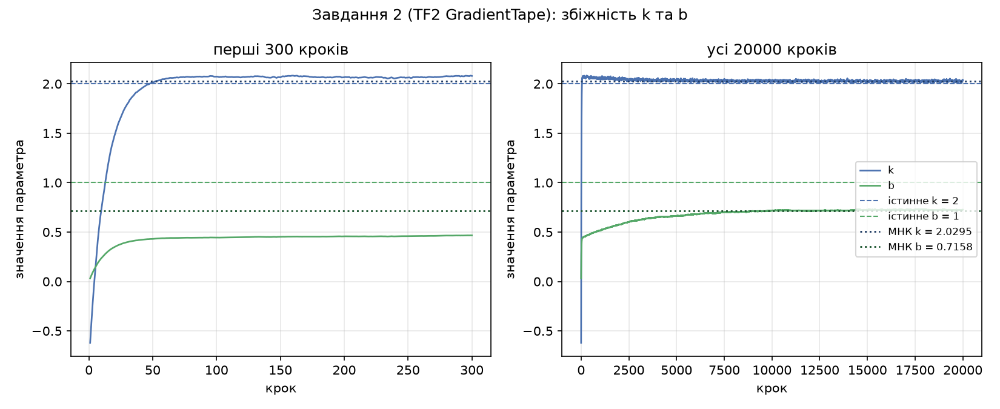 Завдання 2 (TF2 GradientTape): збіжність k та b
перші 300 кроків
значення параметра
2.0
1.5
1.0
0.5
0.0
−0.5
0 50 100 150 200 250 300
крок
усі 20000 кроків
значення параметра
2.0
1.5
1.0
0.5
0.0
−0.5
0 2500 5000 7500 10000 12500 15000 17500 20000
крок
k
b
істинне k = 2
істинне b = 1
МНК k = 2.0295
МНК b = 0.7158